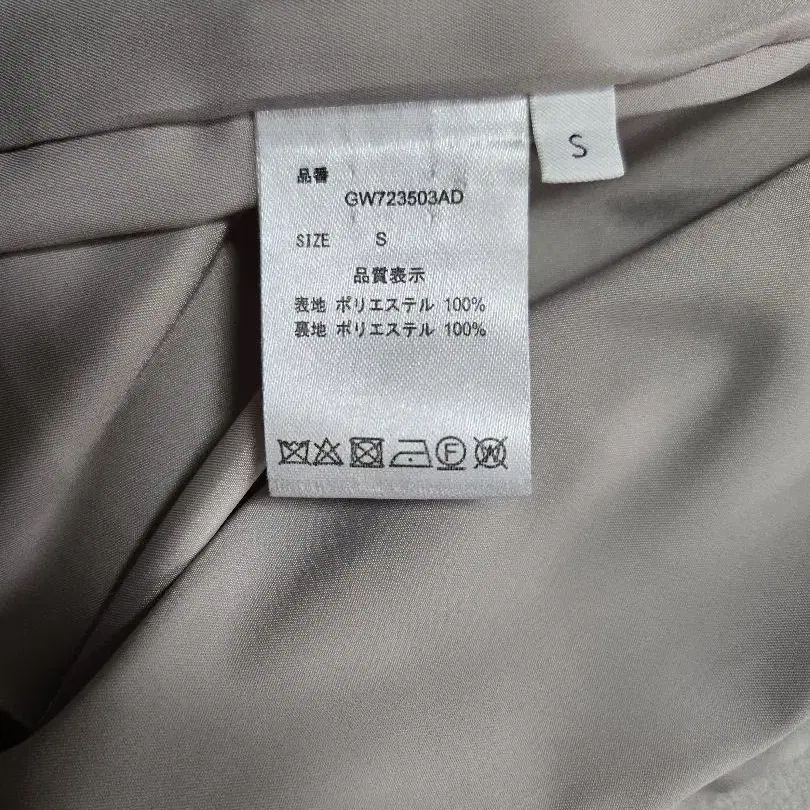 品番
GW723503AD
SIZE S
品質表示
表地 ポリエステル 100%
裏地 ポリエステル 100%
F W
S